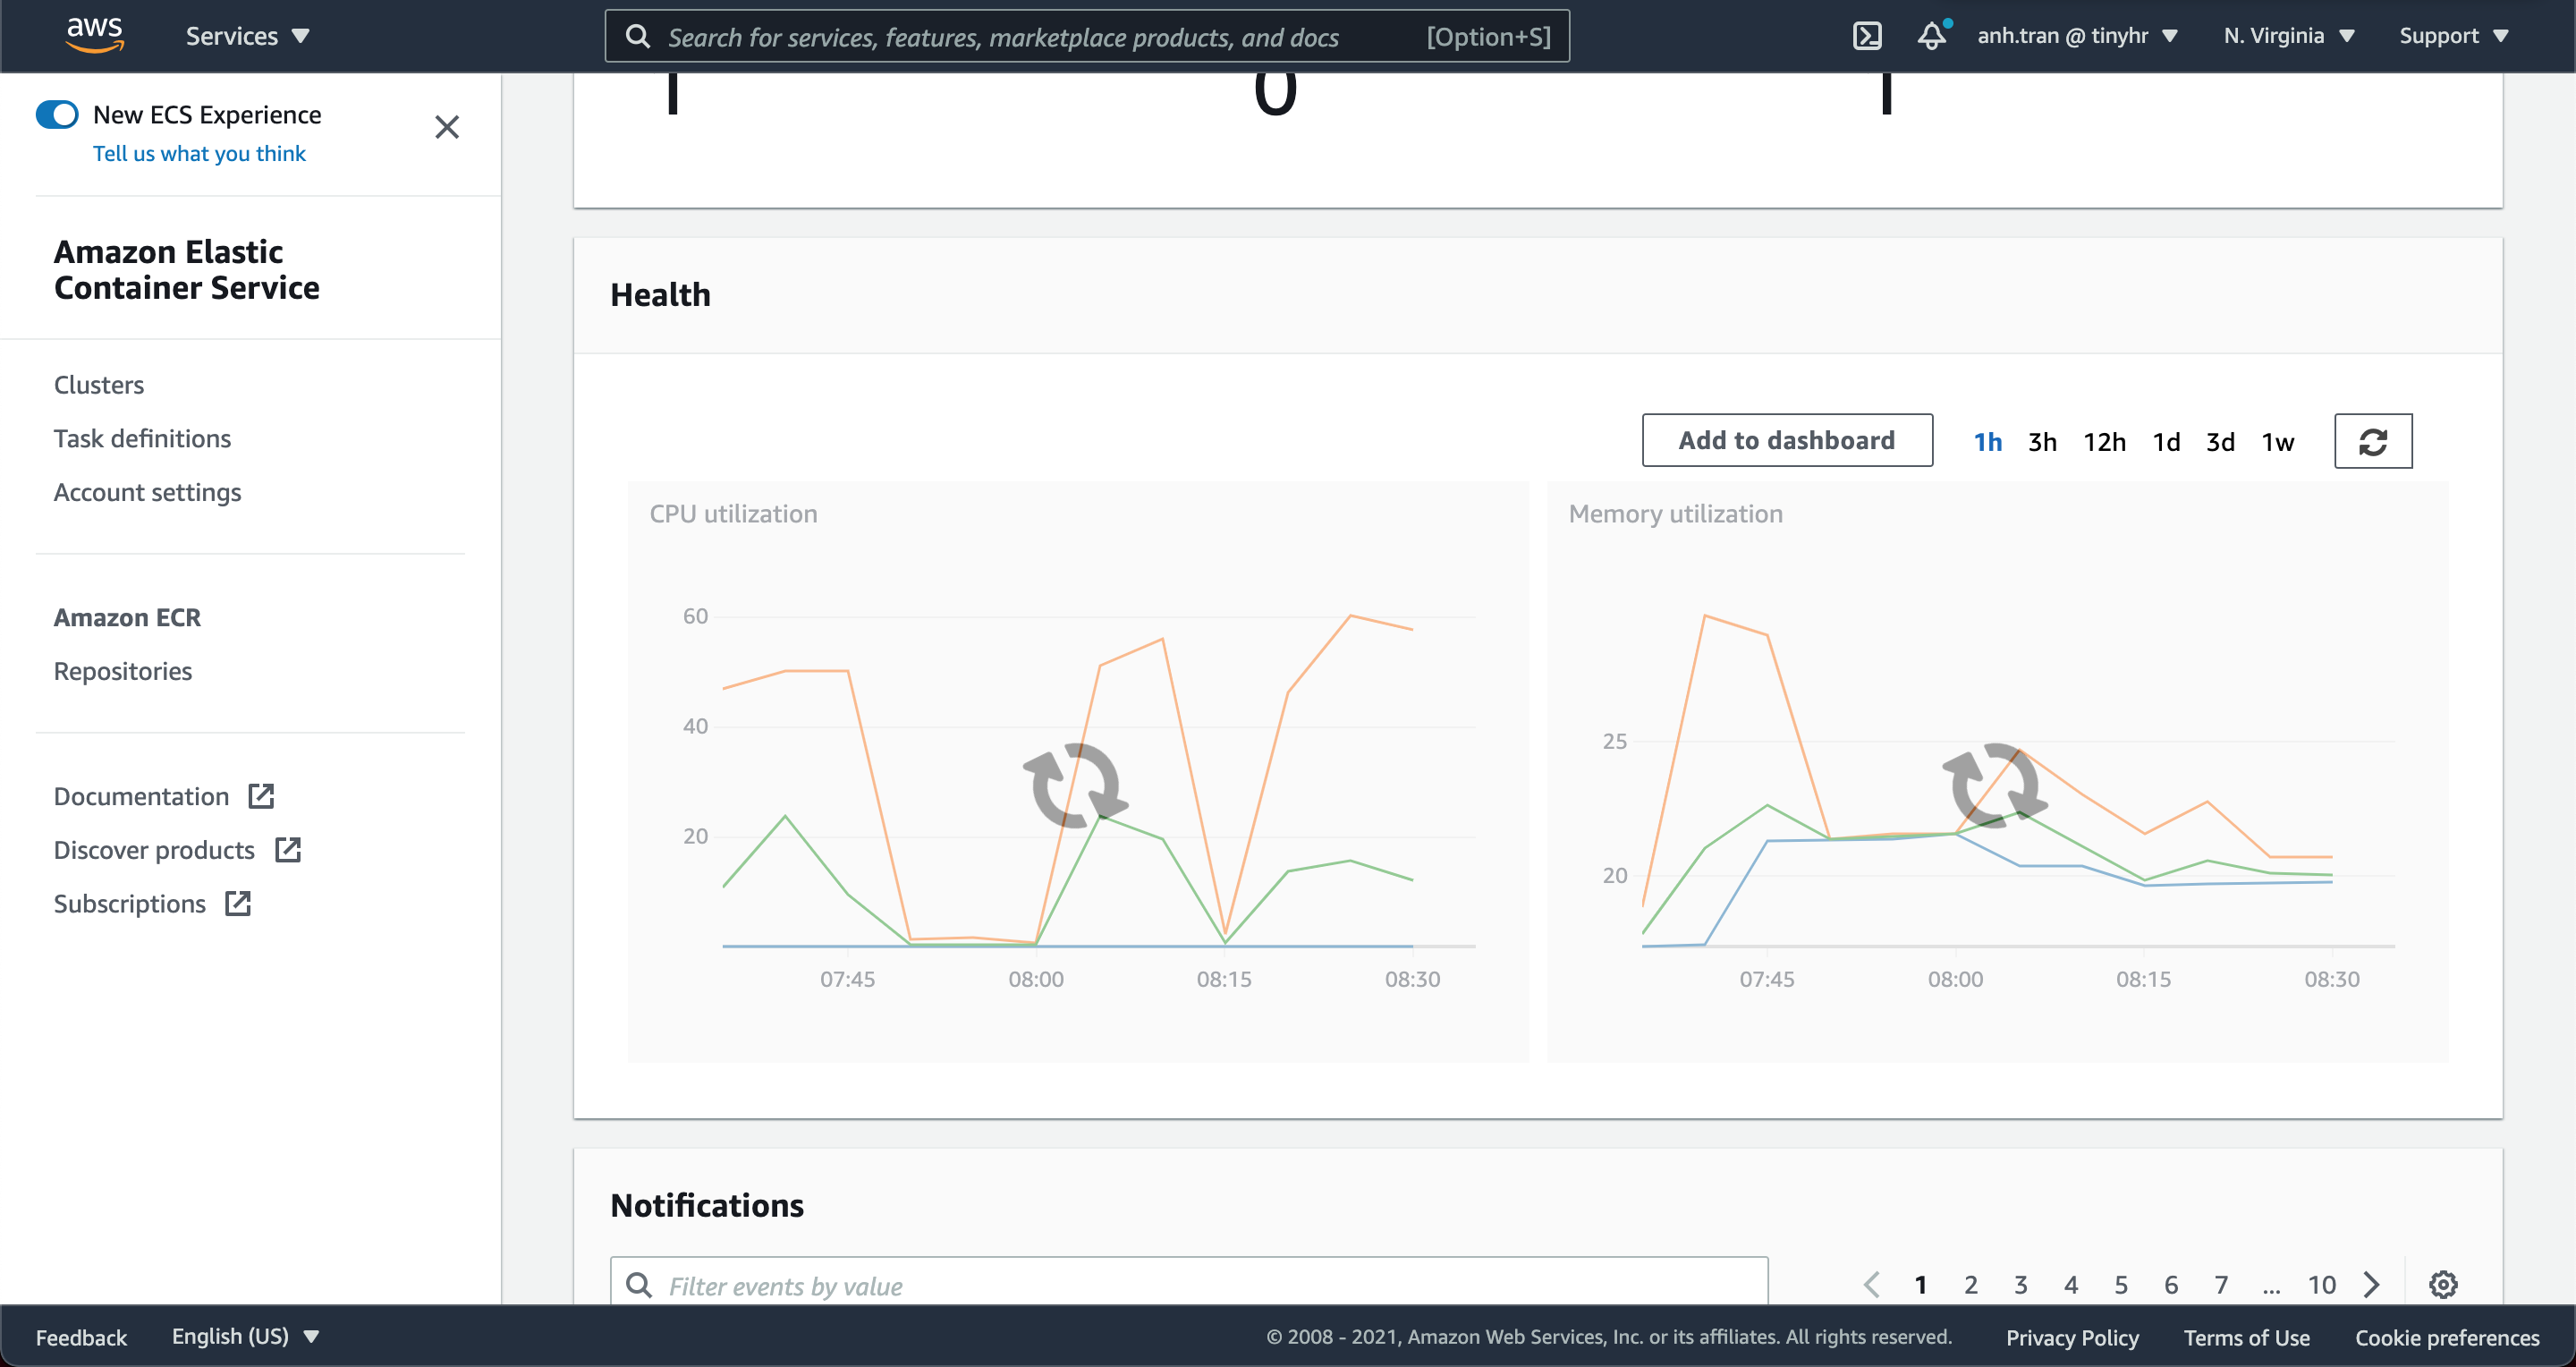 aws
Services
Search for services, features, marketplace products, and docs
[Option+S]
anh.tran @ tinyhr
N. Virginia
Support
New ECS Experience
Tell us what you think
Amazon Elastic
Container Service
Clusters
Task definitions
Account settings
Amazon ECR
Repositories
Documentation
Discover products
Subscriptions
1 0 1
Health
Add to dashboard
1h 3h 12h 1d 3d 1w
CPU utilization
60
40
20
07:45 08:00 08:15 08:30
Memory utilization
25
20
07:45 08:00 08:15 08:30
Notifications
Filter events by value
1 2 3 4 5 6 7 ... 10
Feedback
English (US)
© 2008 - 2021, Amazon Web Services, Inc. or its affiliates. All rights reserved.
Privacy Policy
Terms of Use
Cookie preferences